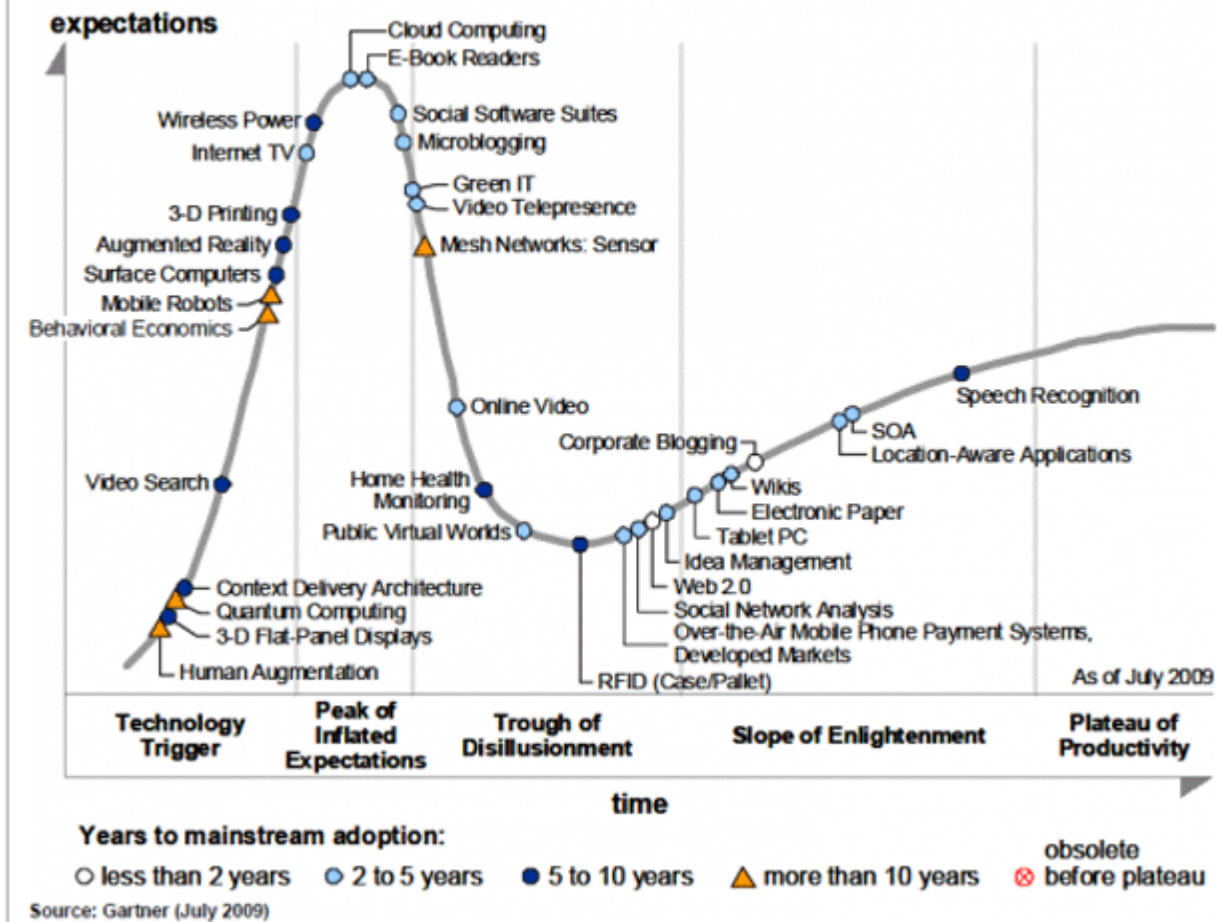 expectations
Cloud Computing
E-Book Readers
Social Software Suites
Wireless Power
Microblogging
Internet TV
Green IT
Video Telepresence
3-D Printing
Augmented Reality
Mesh Networks: Sensor
Surface Computers
Mobile Robots
Behavioral Economics
Online Video
Speech Recognition
SOA
Corporate Blogging
Location-Aware Applications
Video Search
Home Health
Monitoring
Wikis
Electronic Paper
Public Virtual Worlds
Tablet PC
Idea Management
Context Delivery Architecture
Web 2.0
Quantum Computing
Social Network Analysis
3-D Flat-Panel Displays
Over-the-Air Mobile Phone Payment Systems,
Developed Markets
Human Augmentation
RFID (Case/Pallet)
As of July 2009
Technology
Trigger
Peak of
Inflated
Expectations
Trough of
Disillusionment
Slope of Enlightenment
Plateau of
Productivity
time
Years to mainstream adoption:
less than 2 years
2 to 5 years
5 to 10 years
more than 10 years
obsolete
before plateau
Source: Gartner (July 2009)